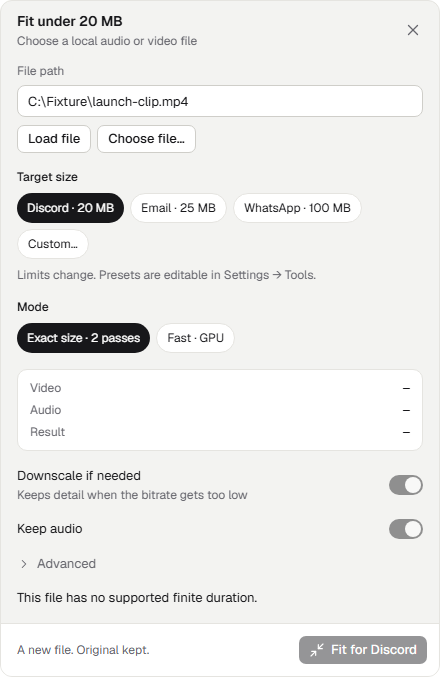 Fit under 20 MB
Choose a local audio or video file
File path
C:\Fixture\launch-clip.mp4
Load file
Choose file…
Target size
Discord · 20 MB
Email · 25 MB
WhatsApp · 100 MB
Custom…
Limits change. Presets are editable in Settings → Tools.
Mode
Exact size · 2 passes
Fast · GPU
Video –
Audio –
Result –
Downscale if needed
Keeps detail when the bitrate gets too low
Keep audio
Advanced
This file has no supported finite duration.
A new file. Original kept.
Fit for Discord